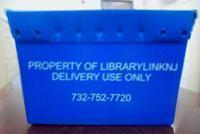 PROPERTY OF LIBRARYLINKNJ
DELIVERY USE ONLY
732-752-7720